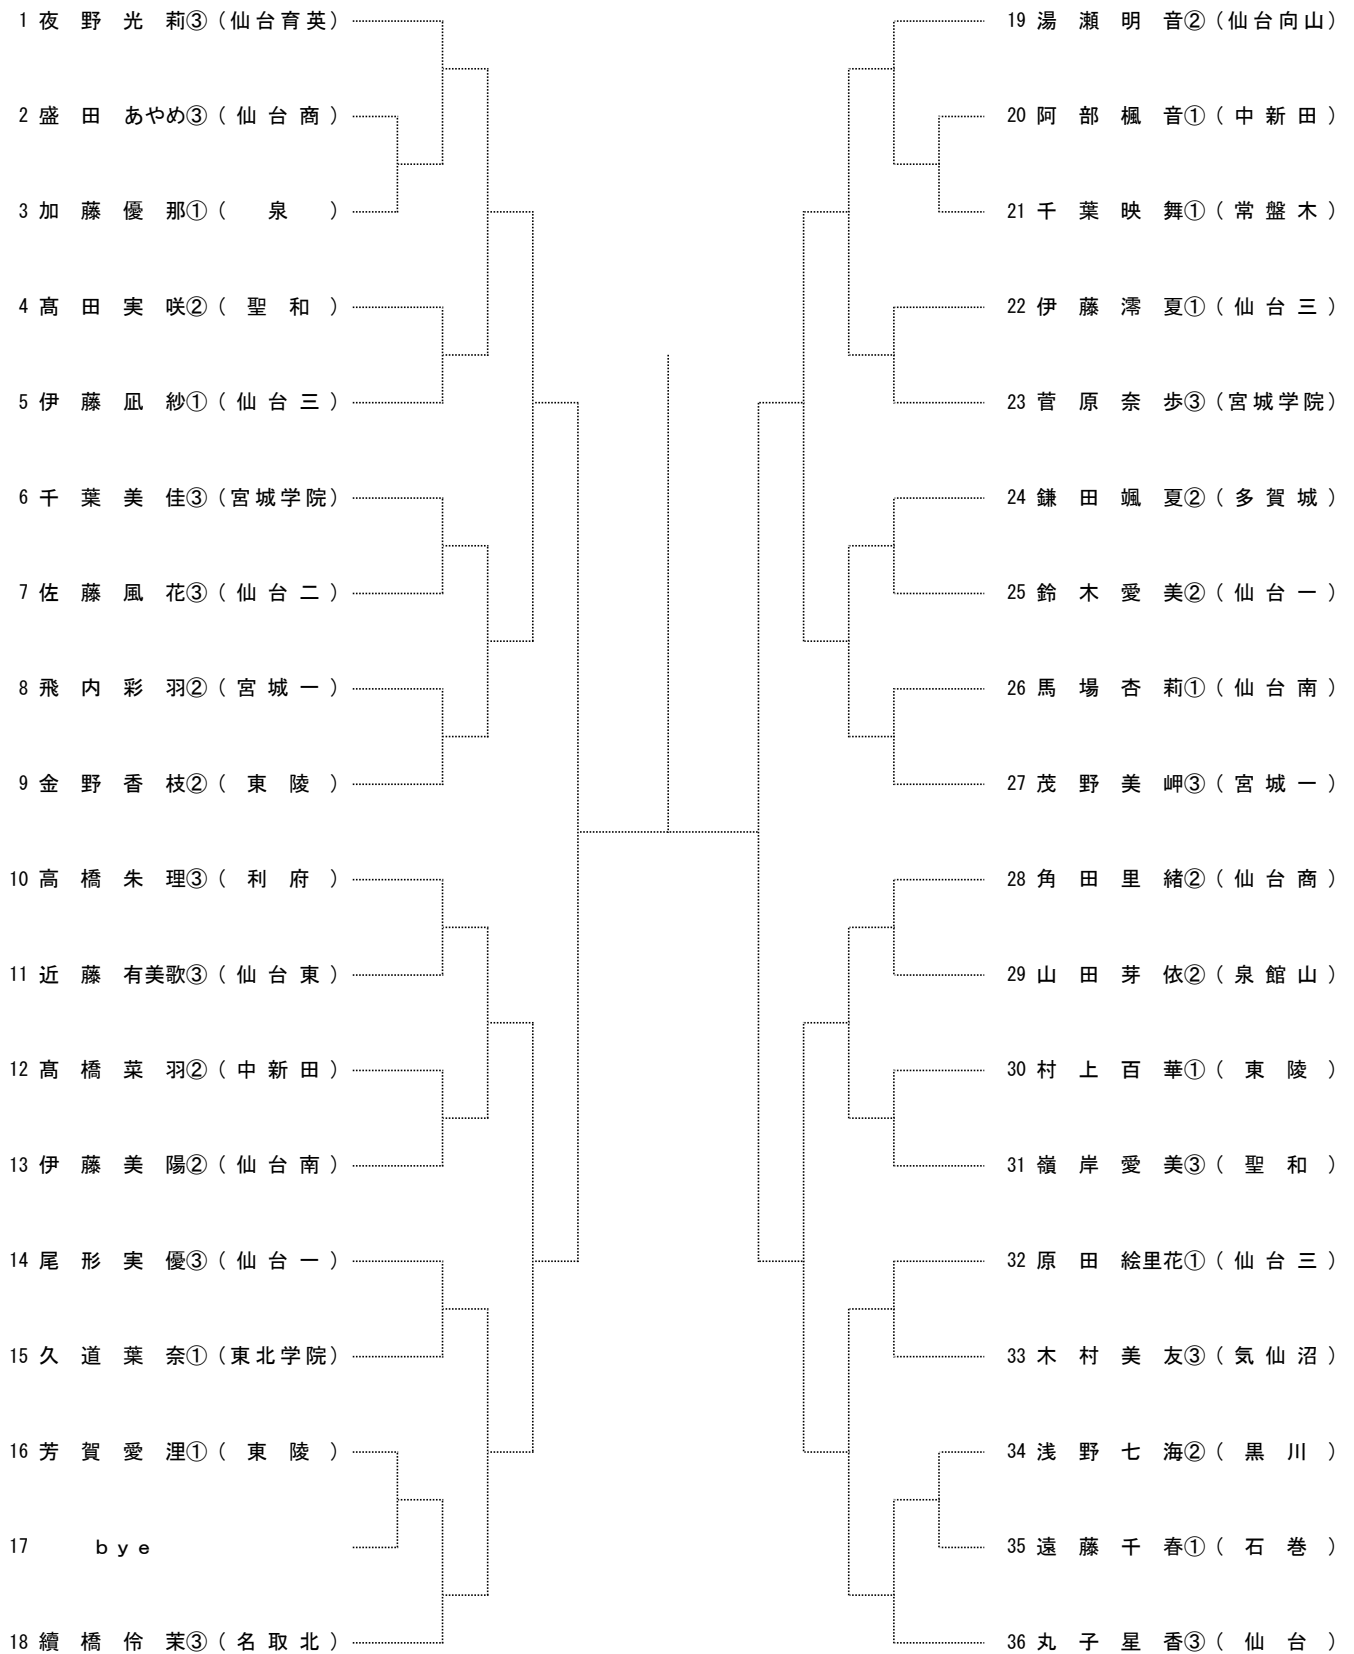 1 夜野光莉③（仙台育英）
2 盛田あやめ③（仙台商）
3 加藤優那①（泉）
4 髙田実咲②（聖和）
5 伊藤凪紗①（仙台三）
6 千葉美佳③（宮城学院）
7 佐藤風花③（仙台二）
8 飛内彩羽②（宮城一）
9 金野香枝②（東陵）
10 高橋朱理③（利府）
11 近藤有美歌③（仙台東）
12 髙橋菜羽②（中新田）
13 伊藤美陽②（仙台南）
14 尾形実優③（仙台一）
15 久道葉奈①（東北学院）
16 芳賀愛浬①（東陵）
17 ｂｙｅ
18 續橋伶茉③（名取北）
19 湯瀬明音②（仙台向山）
20 阿部楓音①（中新田）
21 千葉映舞①（常盤木）
22 伊藤澪夏①（仙台三）
23 菅原奈歩③（宮城学院）
24 鎌田颯夏②（多賀城）
25 鈴木愛美②（仙台一）
26 馬場杏莉①（仙台南）
27 茂野美岬③（宮城一）
28 角田里緒②（仙台商）
29 山田芽依②（泉館山）
30 村上百華①（東陵）
31 嶺岸愛美③（聖和）
32 原田絵里花①（仙台三）
33 木村美友③（気仙沼）
34 浅野七海②（黒川）
35 遠藤千春①（石巻）
36 丸子星香③（仙台）